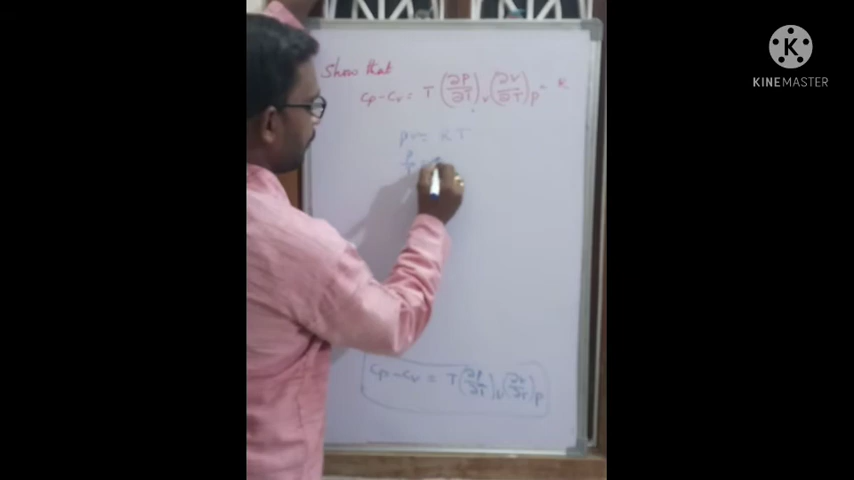 Show that
Cp-Cv = T (∂P/∂T)v (∂V/∂T)p = R
PV = RT
Cp-Cv = T (∂P/∂T)v (∂V/∂T)p
K
KINEMASTER